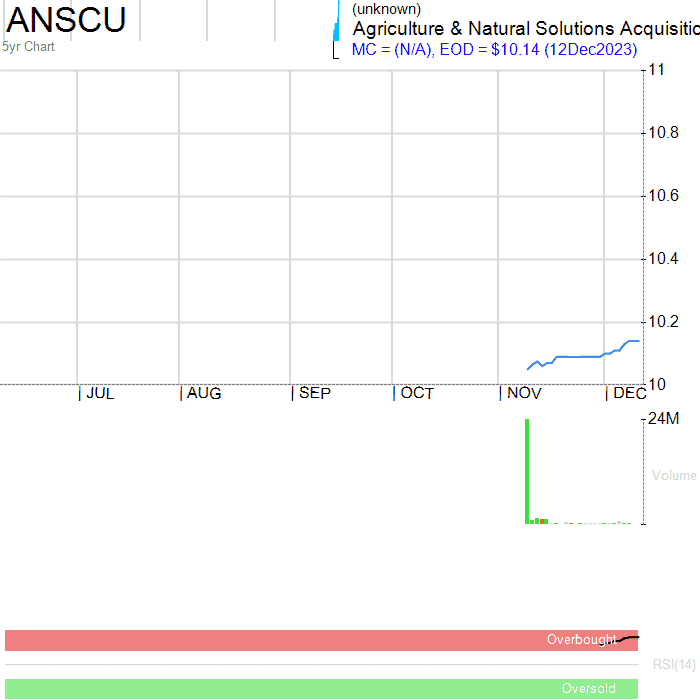 ANSCU
5yr Chart
(unknown)
Agriculture & Natural Solutions Acquisitio
MC = (N/A), EOD = $10.14 (12Dec2023)
11
10.8
10.6
10.4
10.2
10
JUL AUG SEP OCT NOV DEC
24M
Volume
Overbought
RSI(14)
Oversold